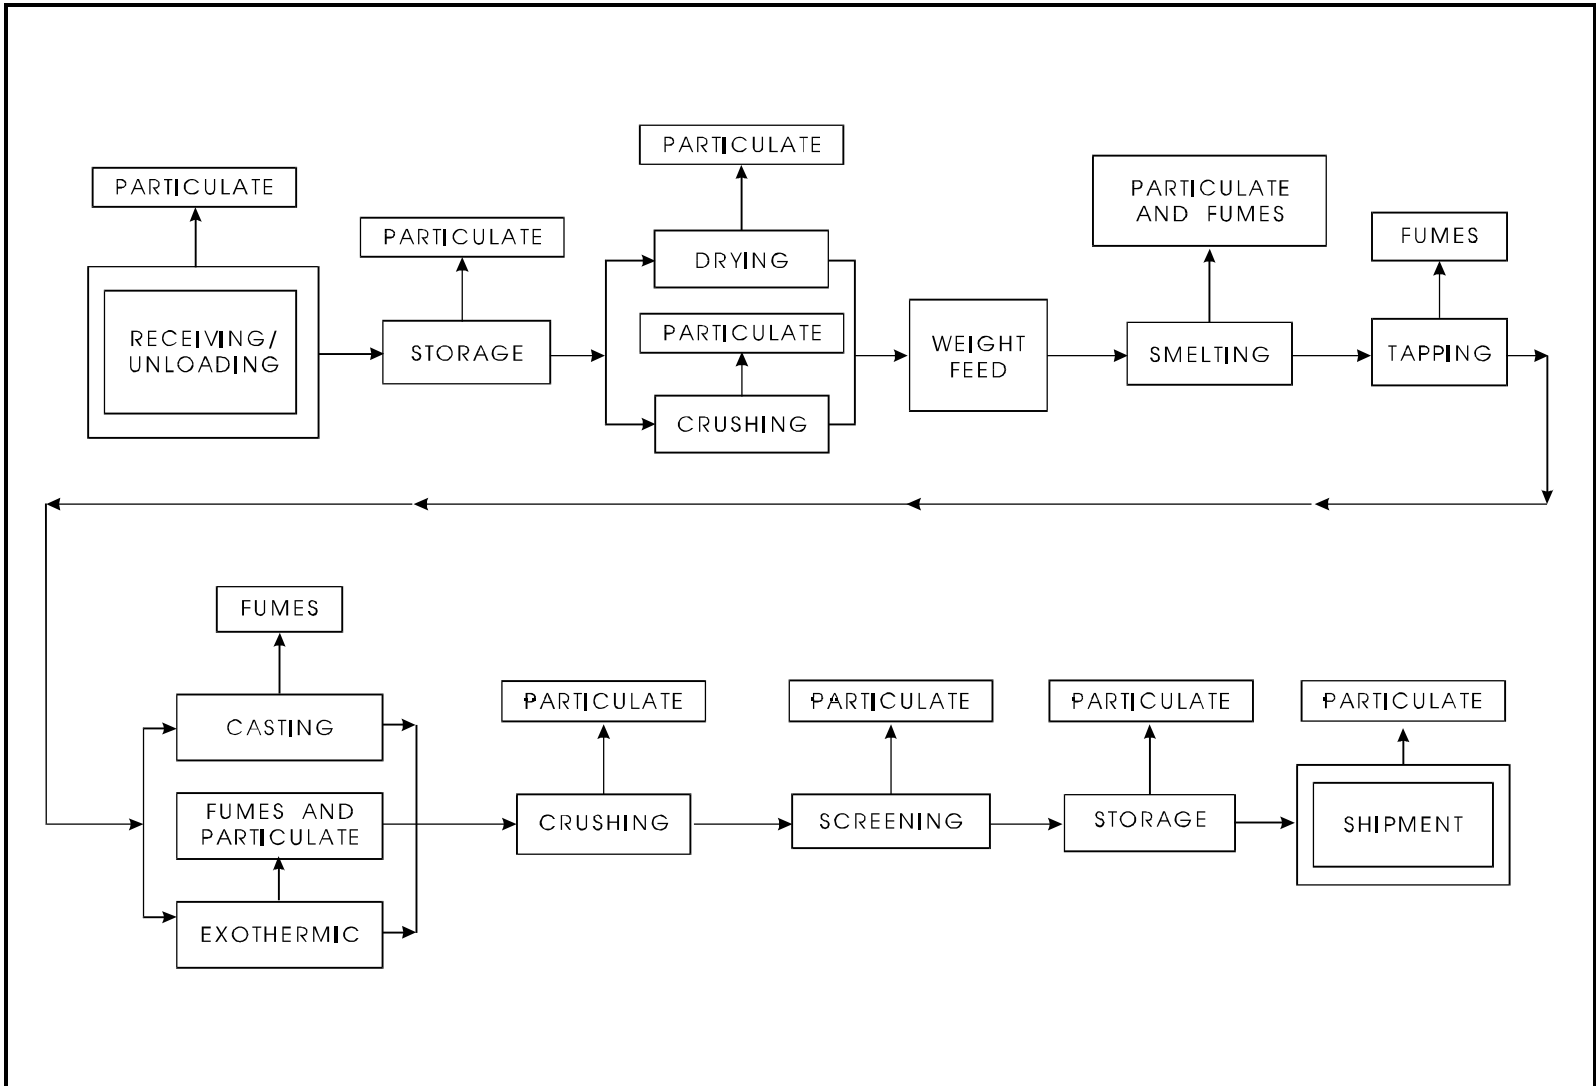 PARTICULATE
RECEIVING/
UNLOADING
PARTICULATE
STORAGE
PARTICULATE
DRYING
PARTICULATE
CRUSHING
WEIGHT
FEED
PARTICULATE
AND FUMES
SMELTING
FUMES
TAPPING
FUMES
CASTING
FUMES AND
PARTICULATE
EXOTHERMIC
PARTICULATE
CRUSHING
PARTICULATE
SCREENING
PARTICULATE
STORAGE
PARTICULATE
SHIPMENT